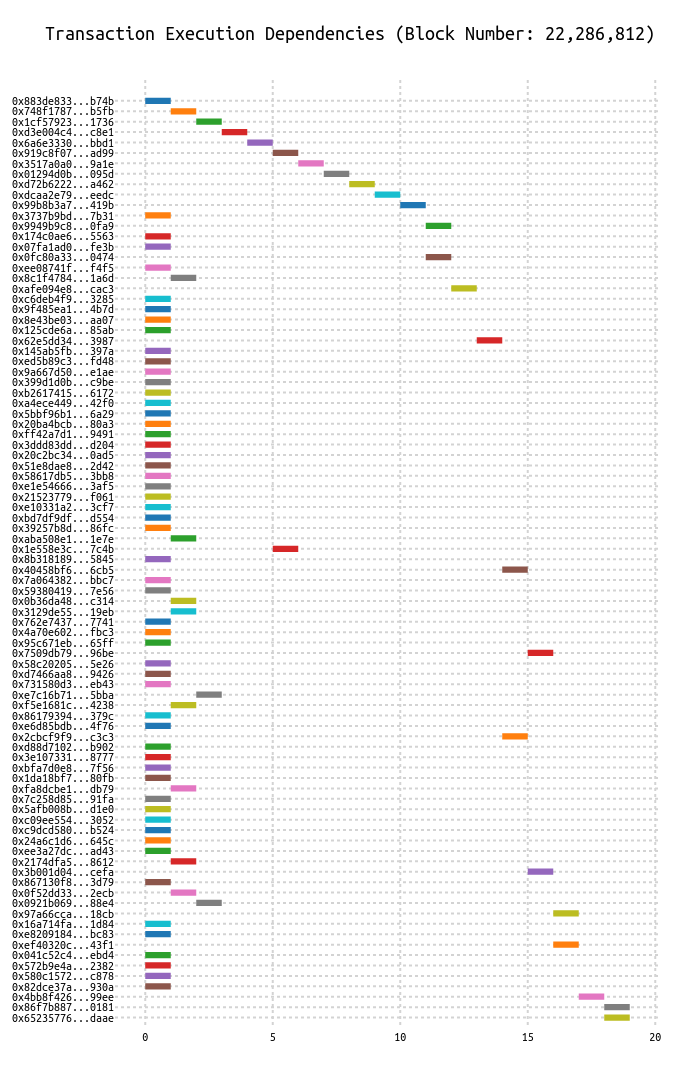 Transaction Execution Dependencies (Block Number: 22,286,812)
0x883de833...b74b
0x748f1787...b5fb
0x1cf57923...1736
0xd3e004c4...c8e1
0x6a6e3330...bbd1
0x919c8f07...ad99
0x3517a0a0...9a1e
0x01294d0b...095d
0xd72b6222...a462
0xdcaa2e79...eedc
0x99b8b3a7...419b
0x3737b9bd...7b31
0x9949b9c8...0fa9
0x174c0ae6...5563
0x07fa1ad0...fe3b
0x0fc80a33...0474
0xee08741f...f4f5
0x8c1f4784...1a6d
0xafe094e8...cac3
0xc6deb4f9...3285
0x9f485ea1...4b7d
0x8e43be03...aa07
0x125cde6a...85ab
0x62e5dd34...3987
0x145ab5fb...397a
0xed5b89c3...fd48
0x9a667d50...e1ae
0x399d1d0b...c9be
0xb2617415...6172
0xa4ece449...42f0
0x5bbf96b1...6a29
0x20ba4bcb...80a3
0xff42a7d1...9491
0x3ddd83dd...d204
0x20c2bc34...0ad5
0x51e8dae8...2d42
0x58617db5...3bb8
0xe1e54666...3af5
0x21523779...f061
0xe10331a2...3cf7
0xbd7df9df...d554
0x39257b8d...86fc
0xaba508e1...1e7e
0x1e558e3c...7c4b
0x8b318189...5845
0x40458bf6...6cb5
0x7a064382...bbc7
0x59380419...7e56
0x0b36da48...c314
0x3129de55...19eb
0x762e7437...7741
0x4a70e602...fbc3
0x95c671eb...65ff
0x7509db79...96be
0x58c20205...5e26
0xd7466aa8...9426
0x731580d3...eb43
0xe7c16b71...5bba
0xf5e1681c...4238
0x86179394...379c
0xe6d85bdb...4f76
0x2cbcf9f9...c3c3
0xd88d7102...b902
0x3e107331...8777
0xbfa7d0e8...7f56
0x1da18bf7...80fb
0xfa8dcbe1...db79
0x7c258d85...91fa
0x5afb008b...d1e0
0xc09ee554...3052
0xc9dcd580...b524
0x24a6c1d6...645c
0xee3a27dc...ad43
0x2174dfa5...8612
0x3b001d04...cefa
0x867130f8...3d79
0x0f52dd33...2ecb
0x0921b069...88e4
0x97a66cca...18cb
0x16a714fa...1d84
0xe8209184...bc83
0xef40320c...43f1
0x041c52c4...ebd4
0x572b9e4a...2382
0x580c1572...c878
0x82dce37a...930a
0x4bb8f426...99ee
0x86f7b887...0181
0x65235776...daae
0 5 10 15 20